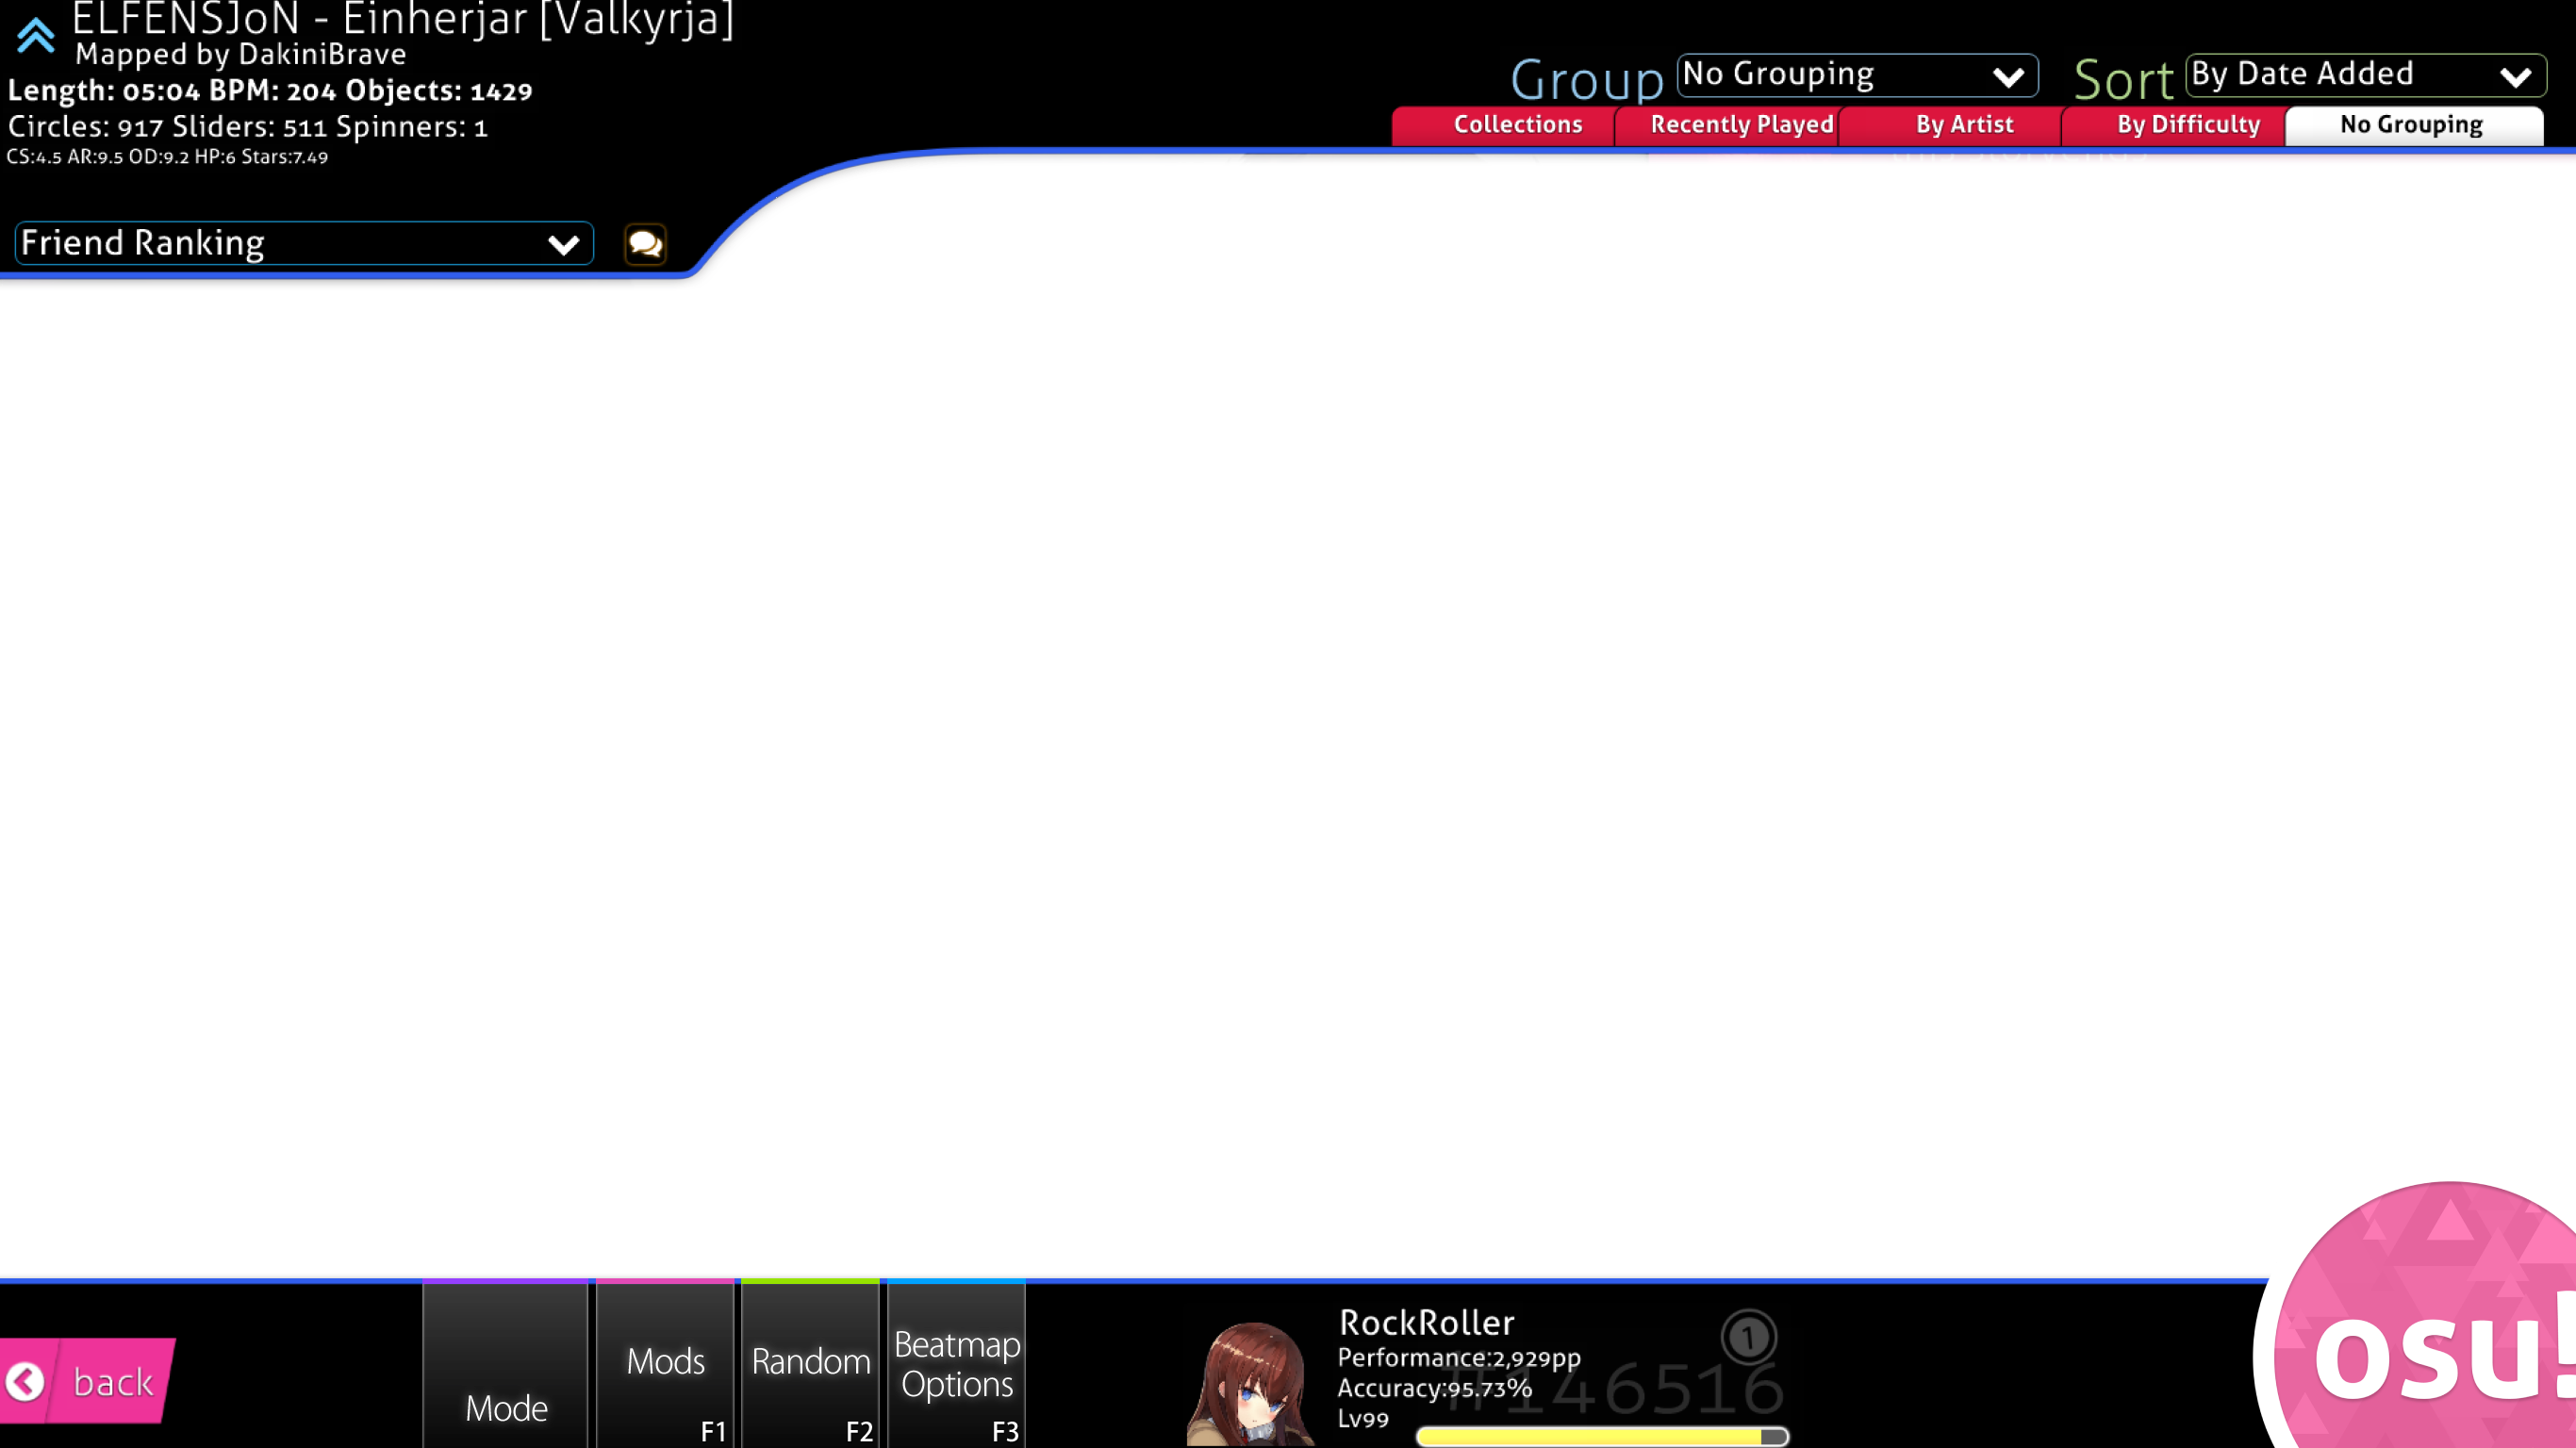 ELFENSJoN - Einherjar [Valkyrja]
Mapped by DakiniBrave
Length: 05:04 BPM: 204 Objects: 1429
Circles: 917 Sliders: 511 Spinners: 1
CS:4.5 AR:9.5 OD:9.2 HP:6 Stars:7.49
Group No Grouping Sort By Date Added
Collections Recently Played By Artist By Difficulty No Grouping
Friend Ranking
back
Mode
Mods F1
Random F2
Beatmap
Options F3
RockRoller
Performance:2,929pp
Accuracy:95.73%
Lv99
1
#146516
osu!